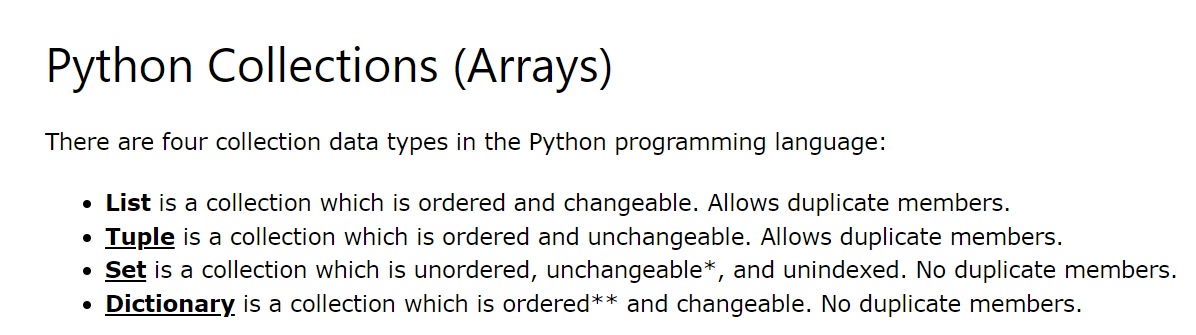 Python Collections (Arrays)
There are four collection data types in the Python programming language:
• List is a collection which is ordered and changeable. Allows duplicate members.
• Tuple is a collection which is ordered and unchangeable. Allows duplicate members.
• Set is a collection which is unordered, unchangeable*, and unindexed. No duplicate members.
• Dictionary is a collection which is ordered** and changeable. No duplicate members.